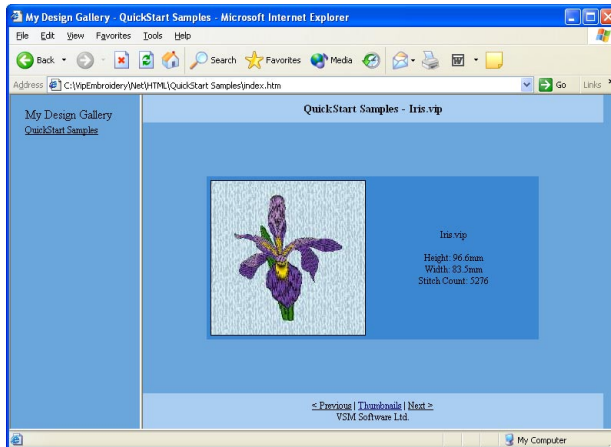 My Design Gallery - QuickStart Samples - Microsoft Internet Explorer
File Edit View Favorites Tools Help
Back Search Favorites Media
Address C:\VipEmbroidery\Net\HTML\QuickStart Samples\index.htm Go Links »
My Design Gallery
QuickStart Samples
QuickStart Samples - Iris.vip
Iris.vip
Height: 96.6mm
Width: 83.5mm
Stitch Count: 5276
< Previous | Thumbnails | Next >
VSM Software Ltd.
My Computer